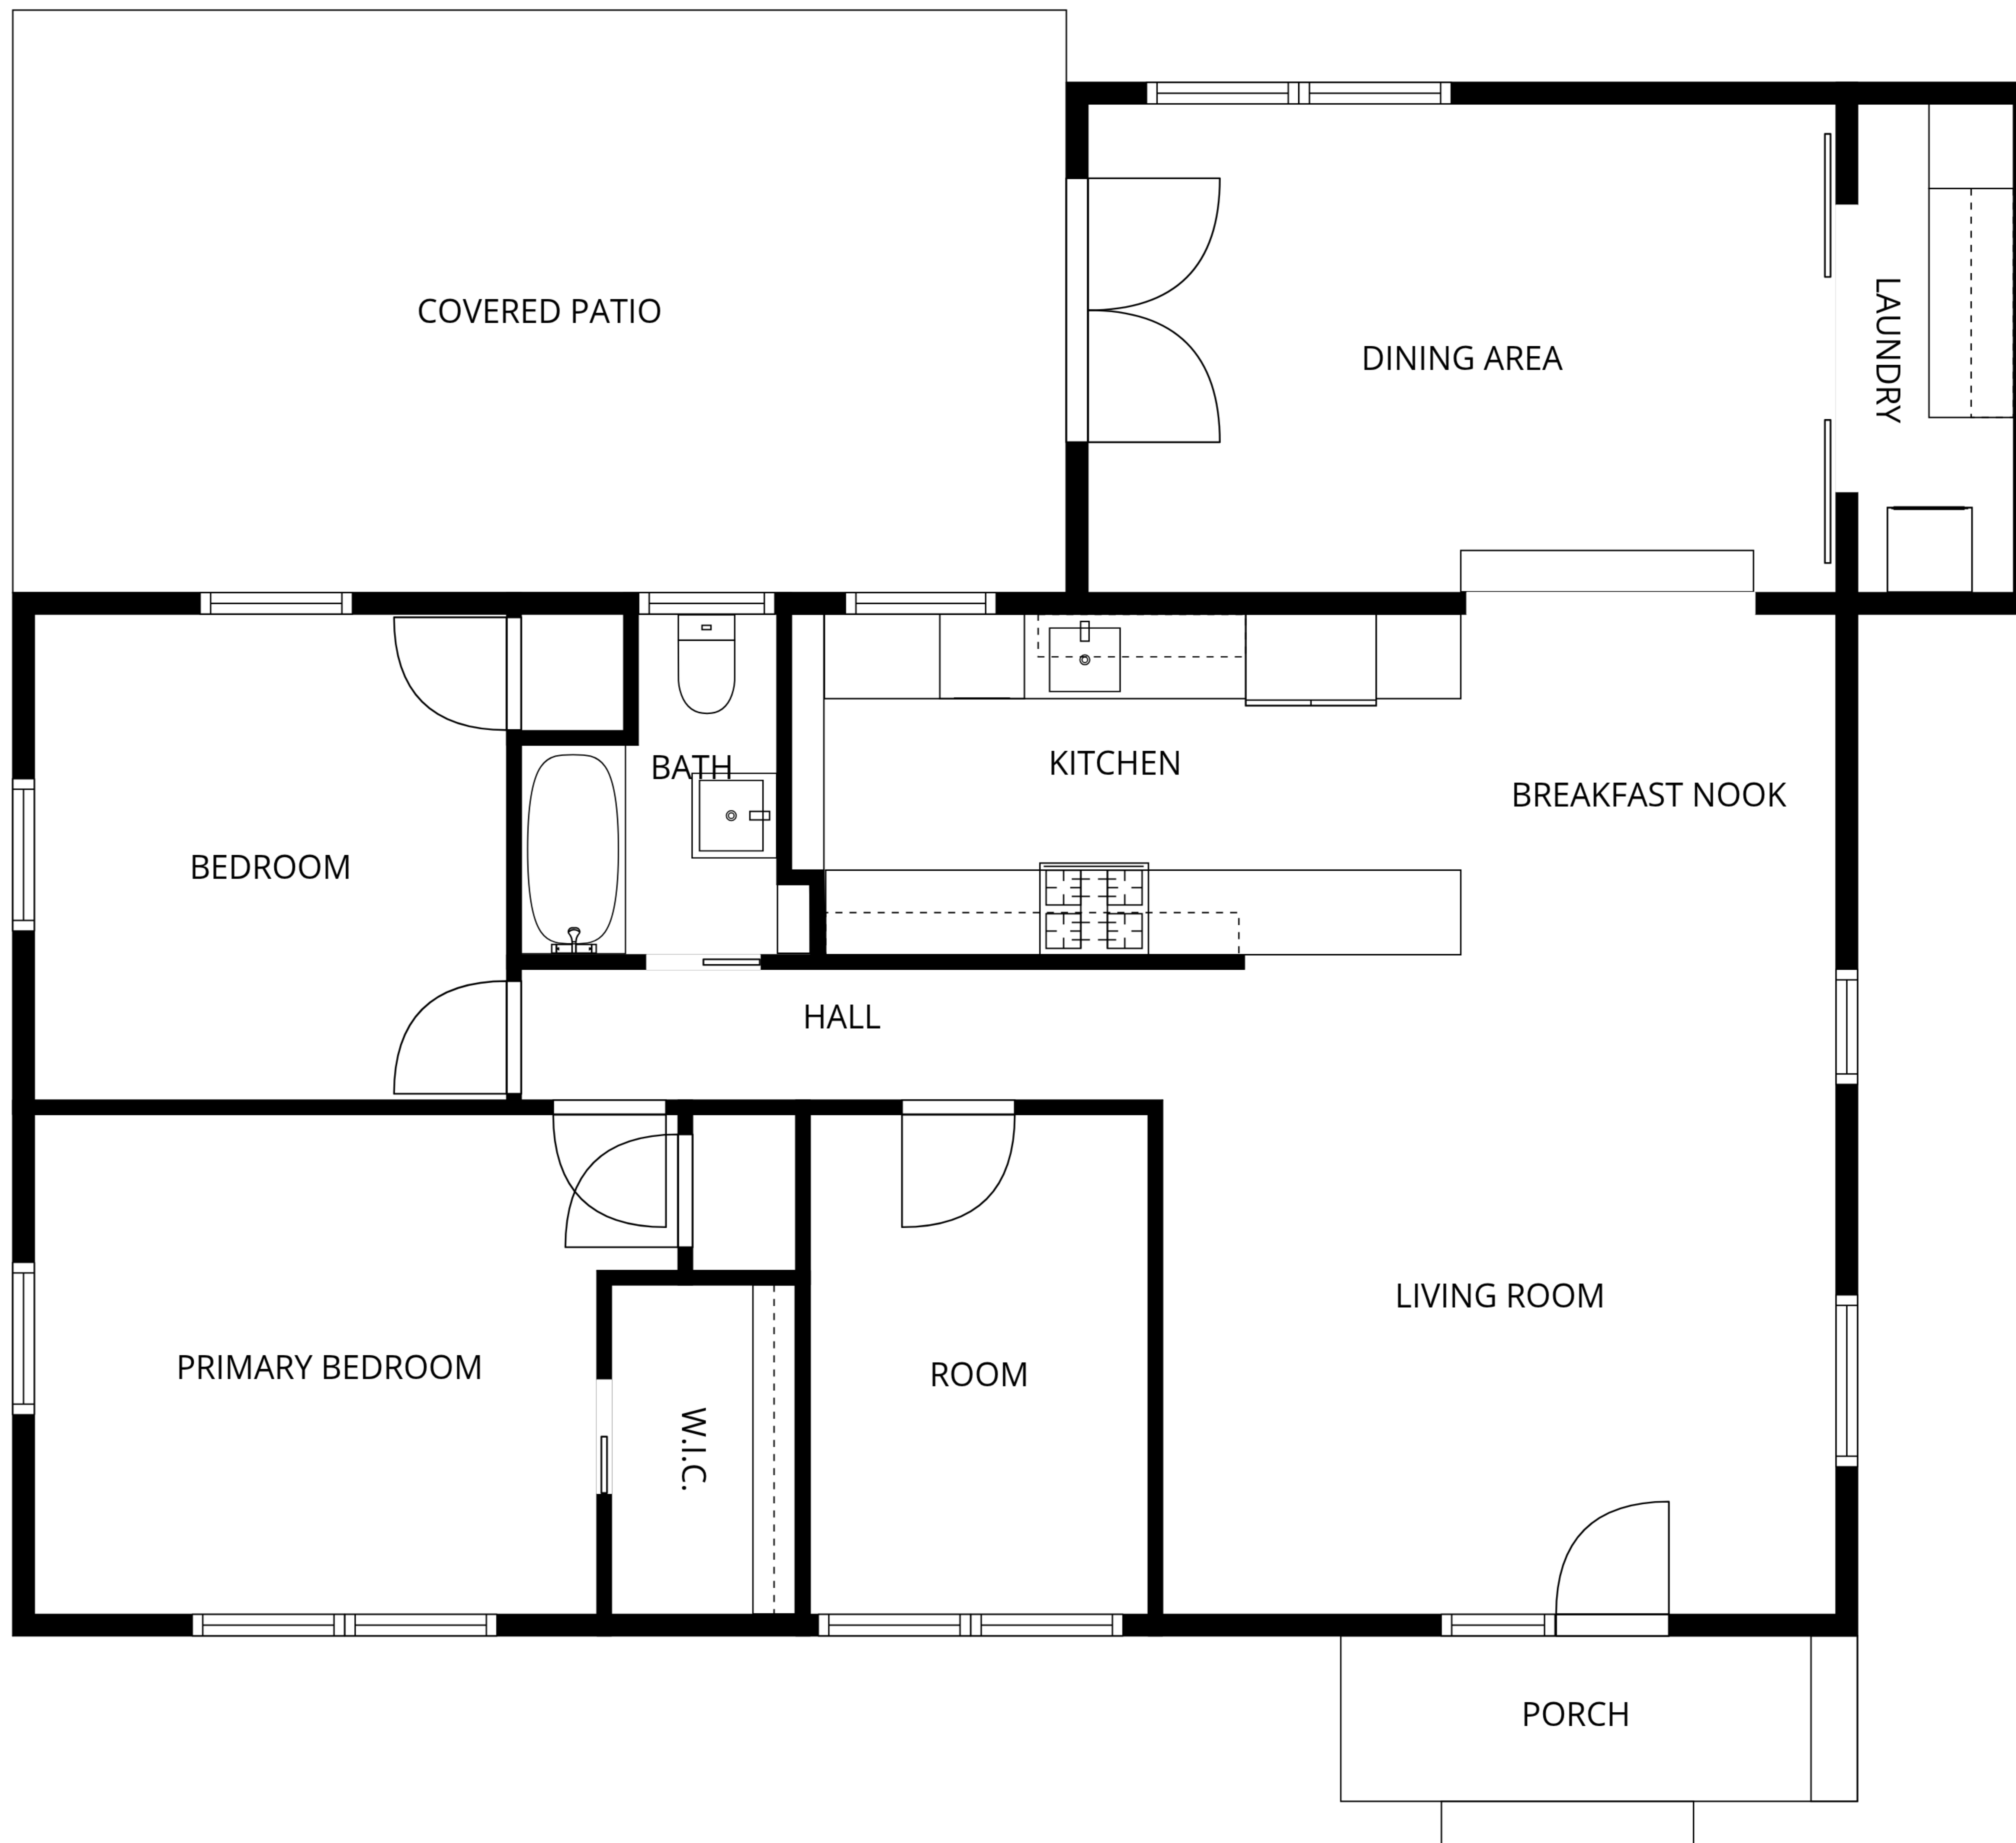 COVERED PATIO
DINING AREA
LAUNDRY
BATH
KITCHEN
BREAKFAST NOOK
BEDROOM
HALL
LIVING ROOM
PRIMARY BEDROOM
ROOM
W.I.C.
PORCH